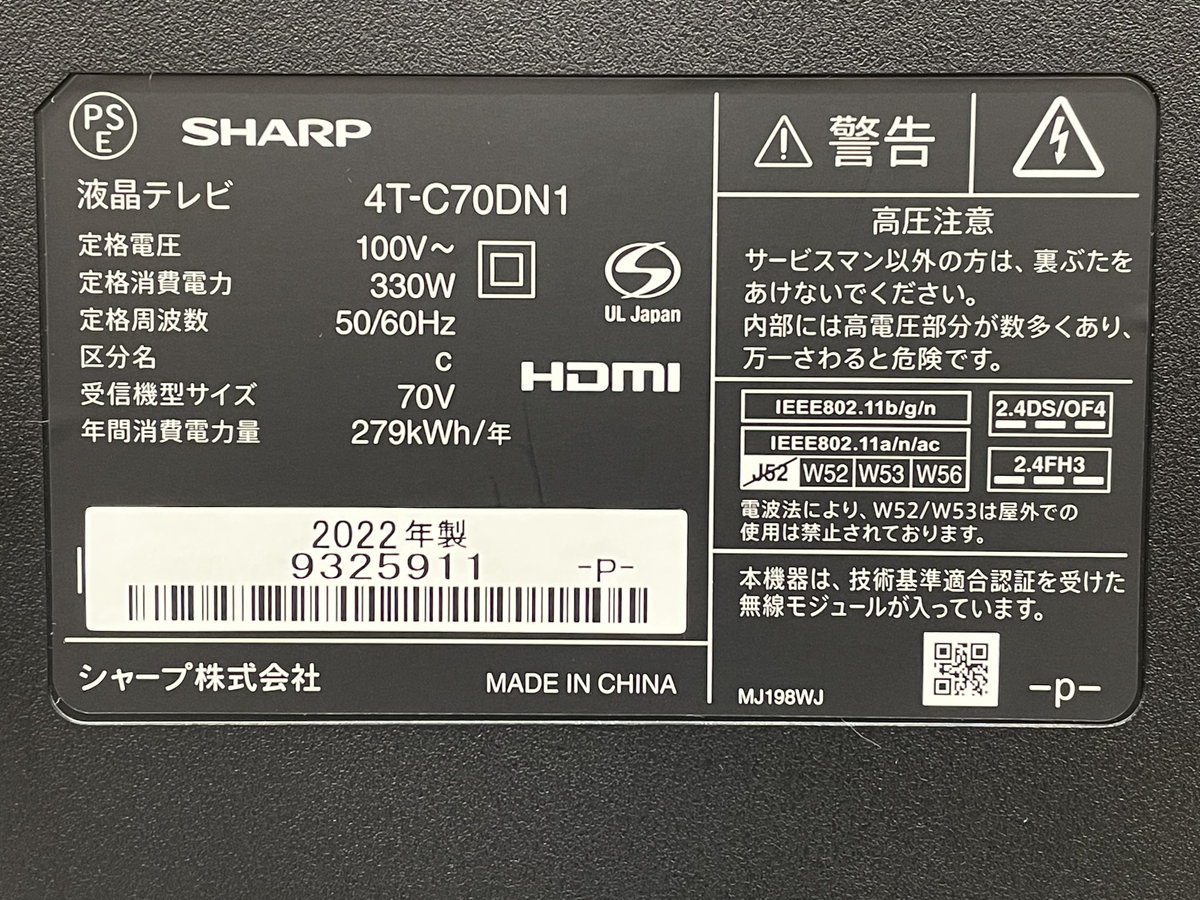 PS
E
SHARP
液晶テレビ 4T-C70DN1
定格電圧 100V～
定格消費電力 330W
定格周波数 50/60Hz
区分名 c
受信機型サイズ 70V
年間消費電力量 279kWh/年
UL Japan
HDMI
2022年製
9325911 -P-
シャープ株式会社 MADE IN CHINA
警告
高圧注意
サービスマン以外の方は、裏ぶたを
あけないでください。
内部には高電圧部分が数多くあり、
万一さわると危険です。
IEEE802.11b/g/n
IEEE802.11a/n/ac
J52 W52 W53 W56
2.4DS/OF4
2.4FH3
電波法により、W52/W53は屋外での
使用は禁止されております。
本機器は、技術基準適合認証を受けた
無線モジュールが入っています。
MJ198WJ -p-